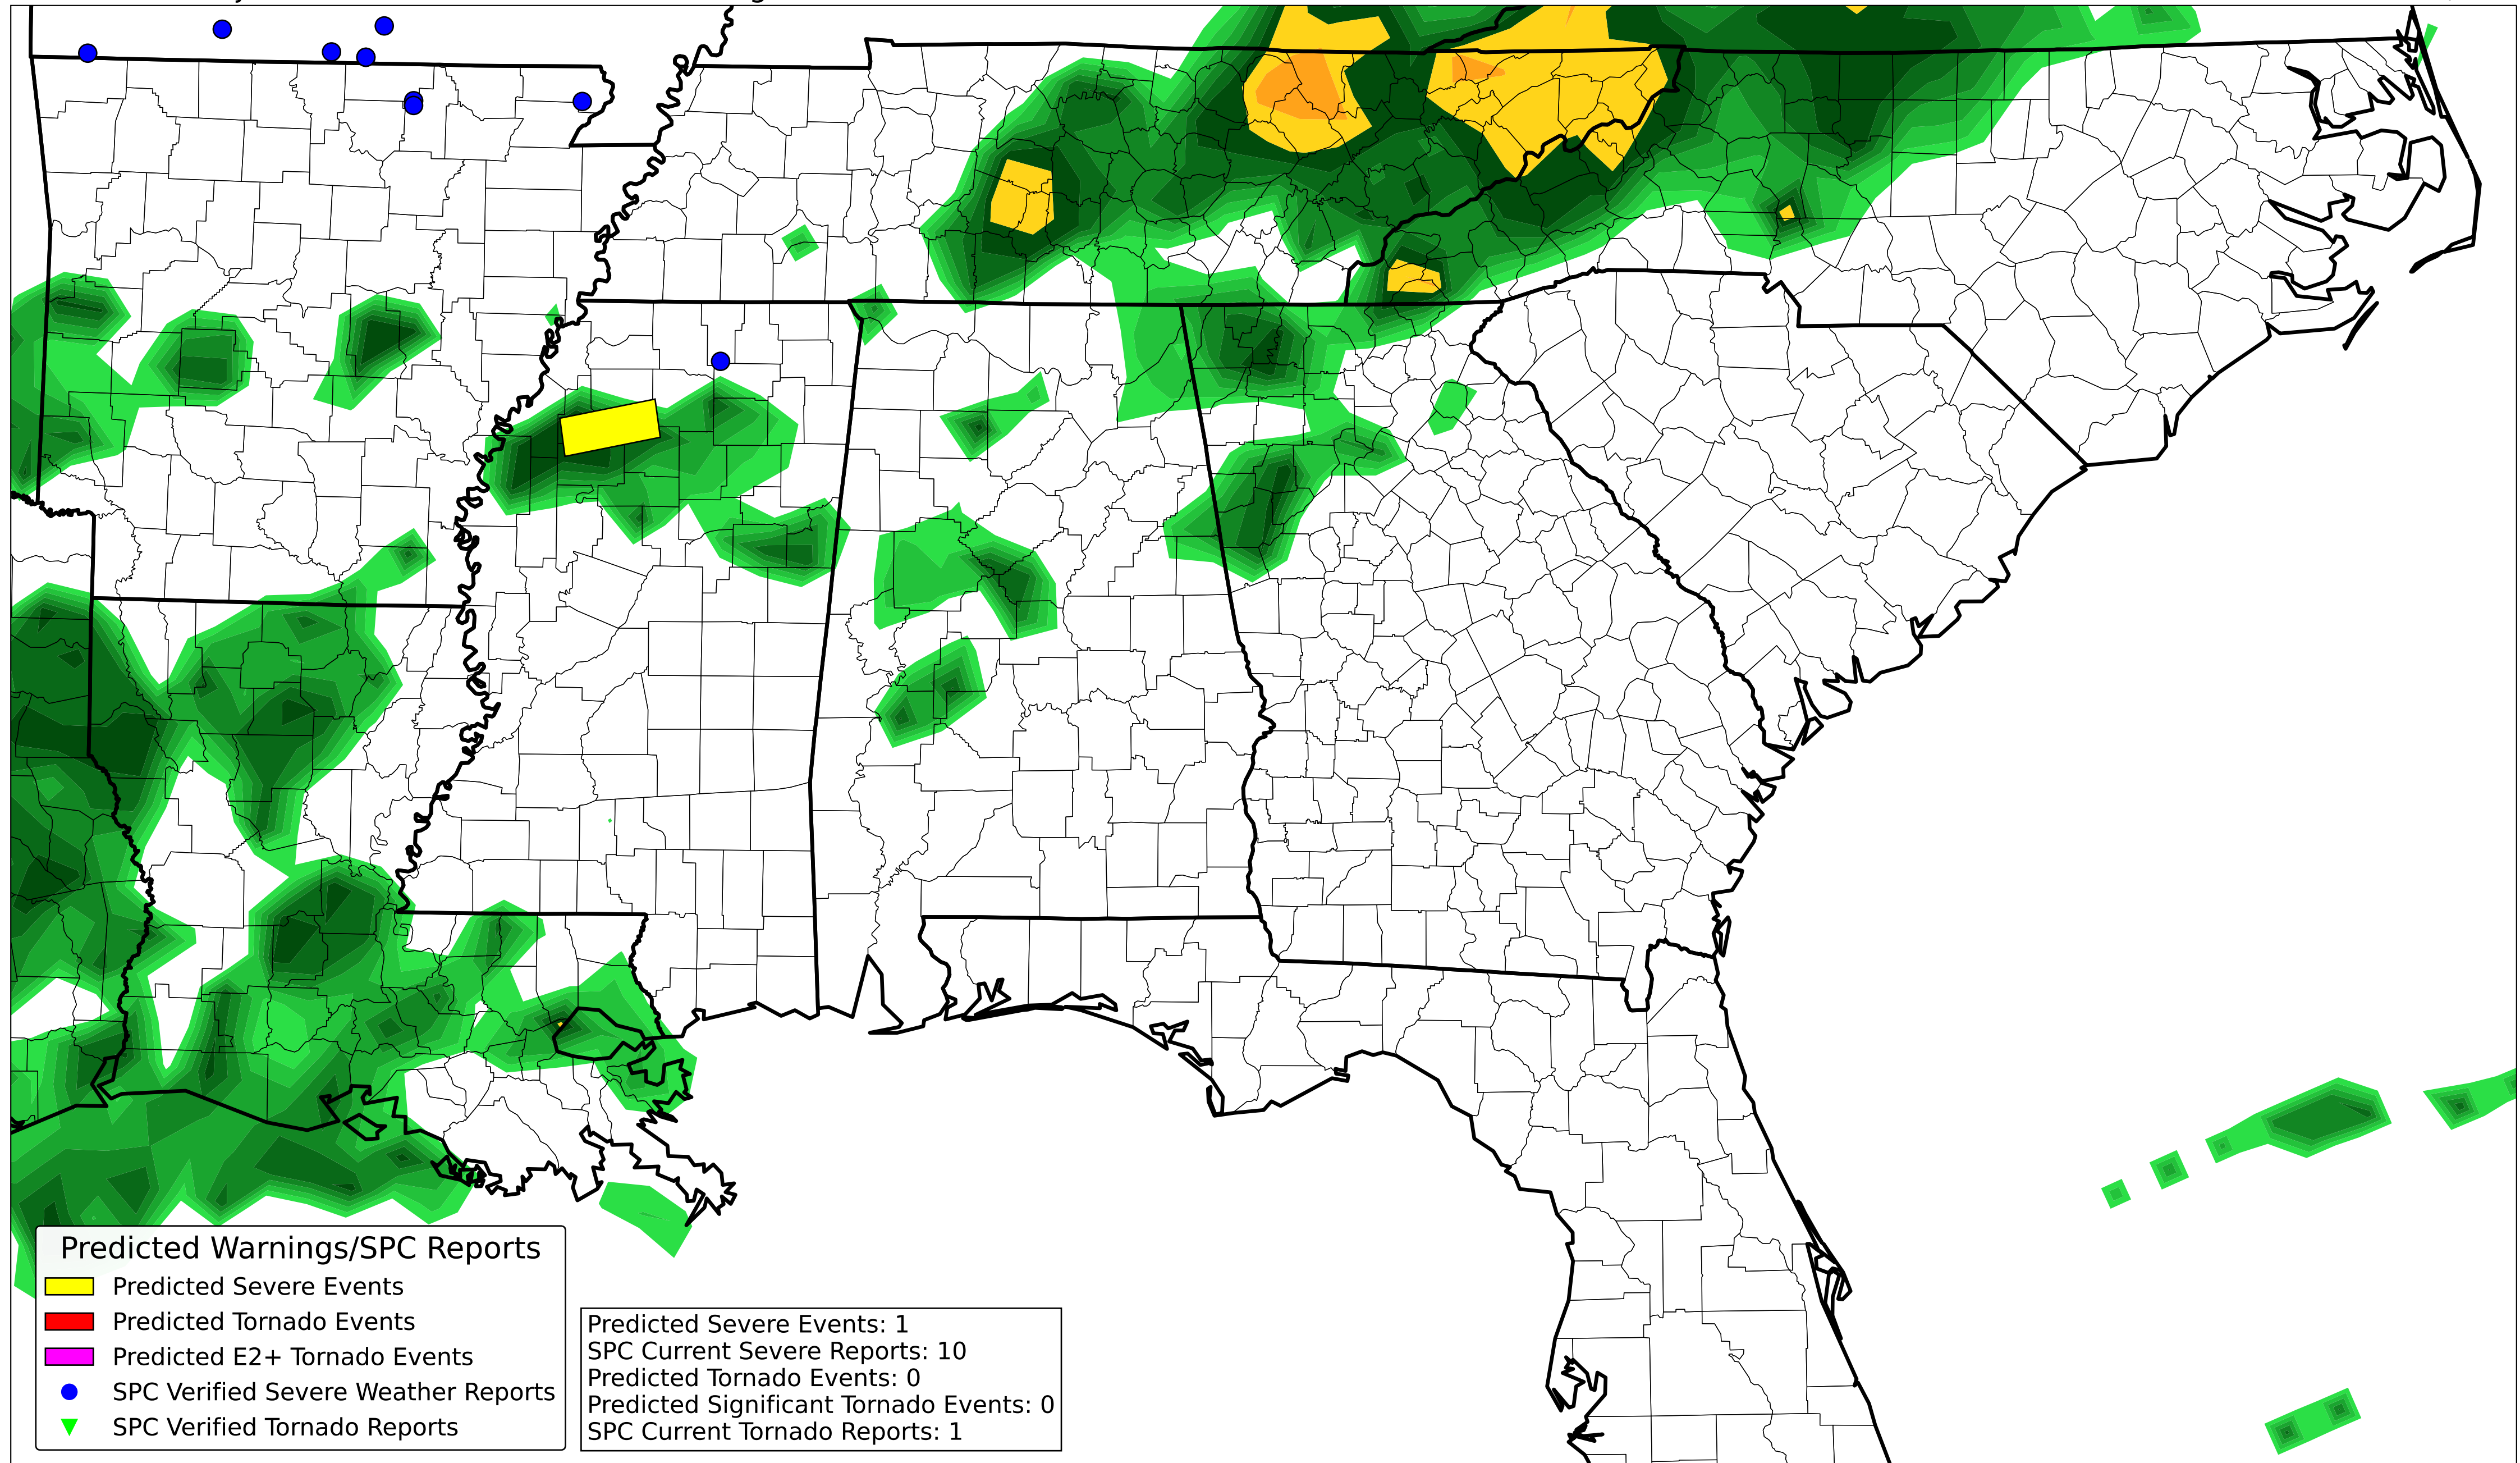 Predicted Warnings/SPC Reports
Predicted Severe Events
Predicted Tornado Events
Predicted E2+ Tornado Events
SPC Verified Severe Weather Reports
SPC Verified Tornado Reports
Predicted Severe Events: 1
SPC Current Severe Reports: 10
Predicted Tornado Events: 0
Predicted Significant Tornado Events: 0
SPC Current Tornado Reports: 1